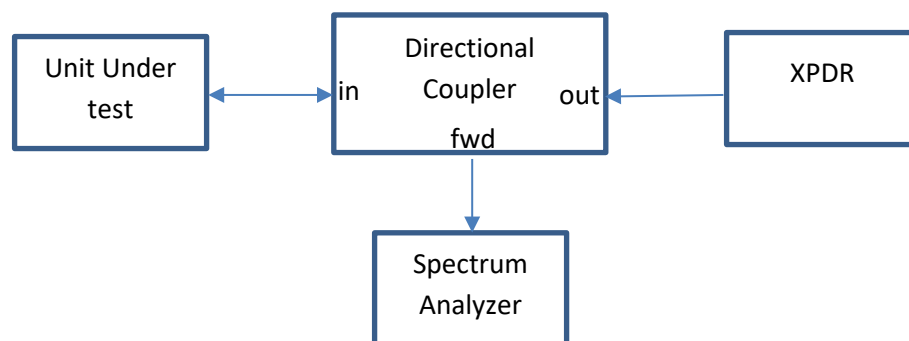 Unit Under
test
in
Directional
Coupler
fwd
out
XPDR
Spectrum
Analyzer